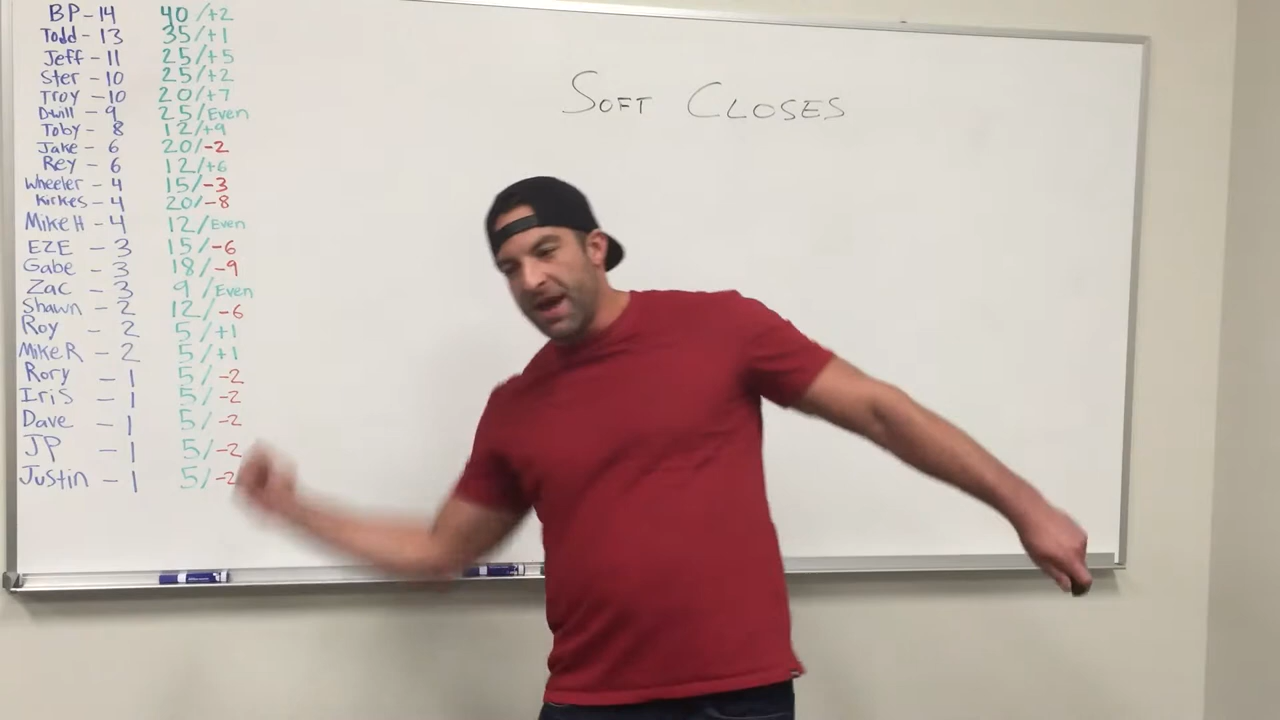 BP - 14 40/+2
Todd - 13 35/+1
Jeff - 11 25/+5
Ster - 10 25/+2
Troy - 10 20/+7
Dwill - 9 25/Even
Toby - 8 12/+9
Jake - 6 20/-2
Rey - 6 12/+6
Wheeler - 4 15/-3
Kirkes - 4 20/-8
Mike H - 4 12/Even
EZE - 3 15/-6
Gabe - 3 18/-9
Zac - 3 9/Even
Shawn - 2 12/-6
Roy - 2 5/+1
Mike R - 2 5/+1
Rory - 1 5/-2
Iris - 1 5/-2
Dave - 1 5/-2
JP - 1 5/-2
Justin - 1 5/-2
SOFT CLOSES